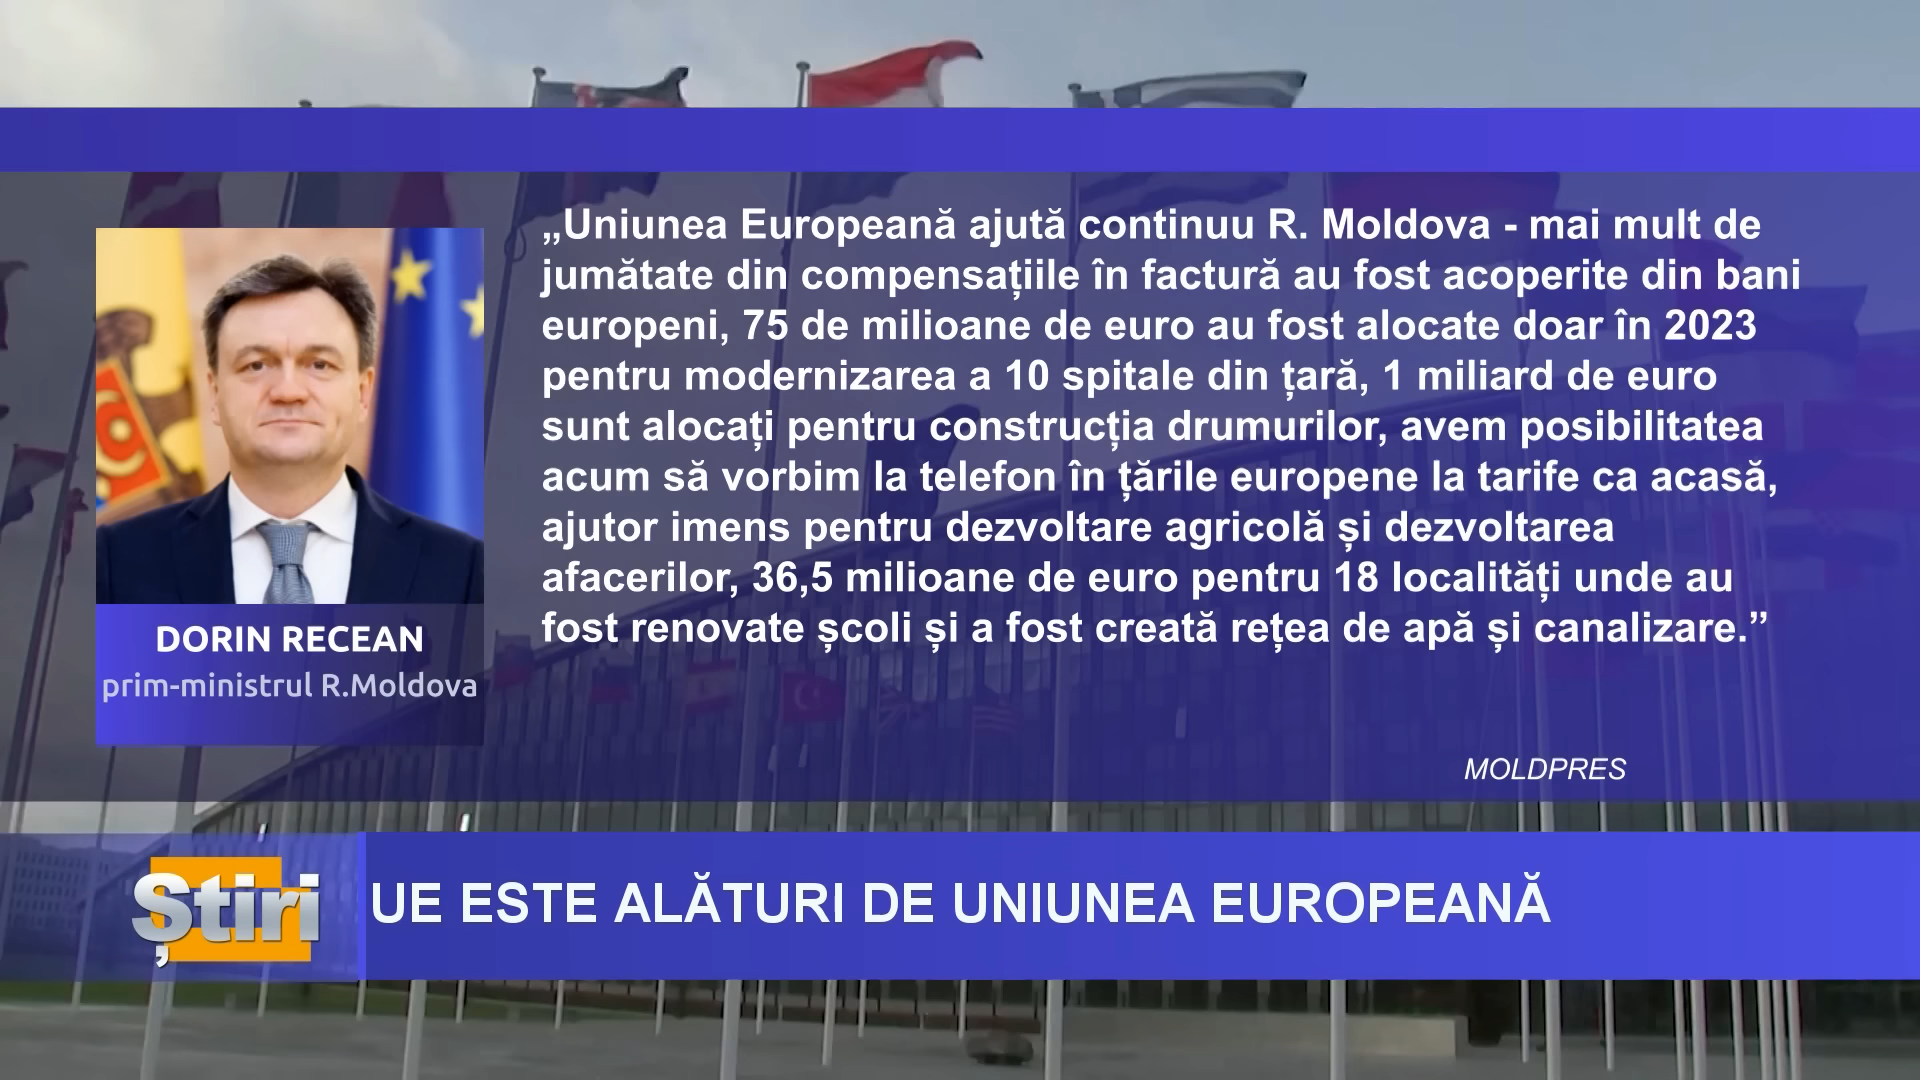 „Uniunea Europeană ajută continuu R. Moldova - mai mult de
jumătate din compensațiile în factură au fost acoperite din bani
europeni, 75 de milioane de euro au fost alocate doar în 2023
pentru modernizarea a 10 spitale din țară, 1 miliard de euro
sunt alocați pentru construcția drumurilor, avem posibilitatea
acum să vorbim la telefon în țările europene la tarife ca acasă,
ajutor imens pentru dezvoltare agricolă și dezvoltarea
afacerilor, 36,5 milioane de euro pentru 18 localități unde au
fost renovate școli și a fost creată rețea de apă și canalizare.”
DORIN RECEAN
prim-ministrul R.Moldova
MOLDPRES
Știri
UE ESTE ALĂTURI DE UNIUNEA EUROPEANĂ